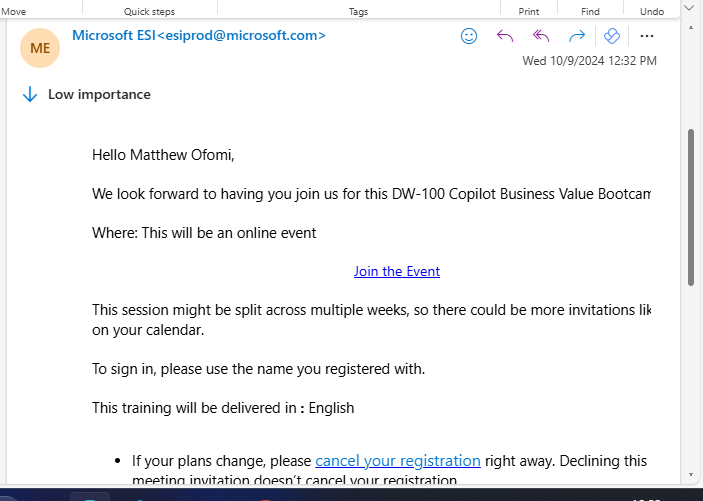 Move Quick steps Tags Print Find Undo
ME Microsoft ESI<esiprod@microsoft.com>
Wed 10/9/2024 12:32 PM
Low importance
Hello Matthew Ofomi,
We look forward to having you join us for this DW-100 Copilot Business Value Bootcam
Where: This will be an online event
Join the Event
This session might be split across multiple weeks, so there could be more invitations lik
on your calendar.
To sign in, please use the name you registered with.
This training will be delivered in : English
• If your plans change, please cancel your registration right away. Declining this
meeting invitation doesn't cancel your registration